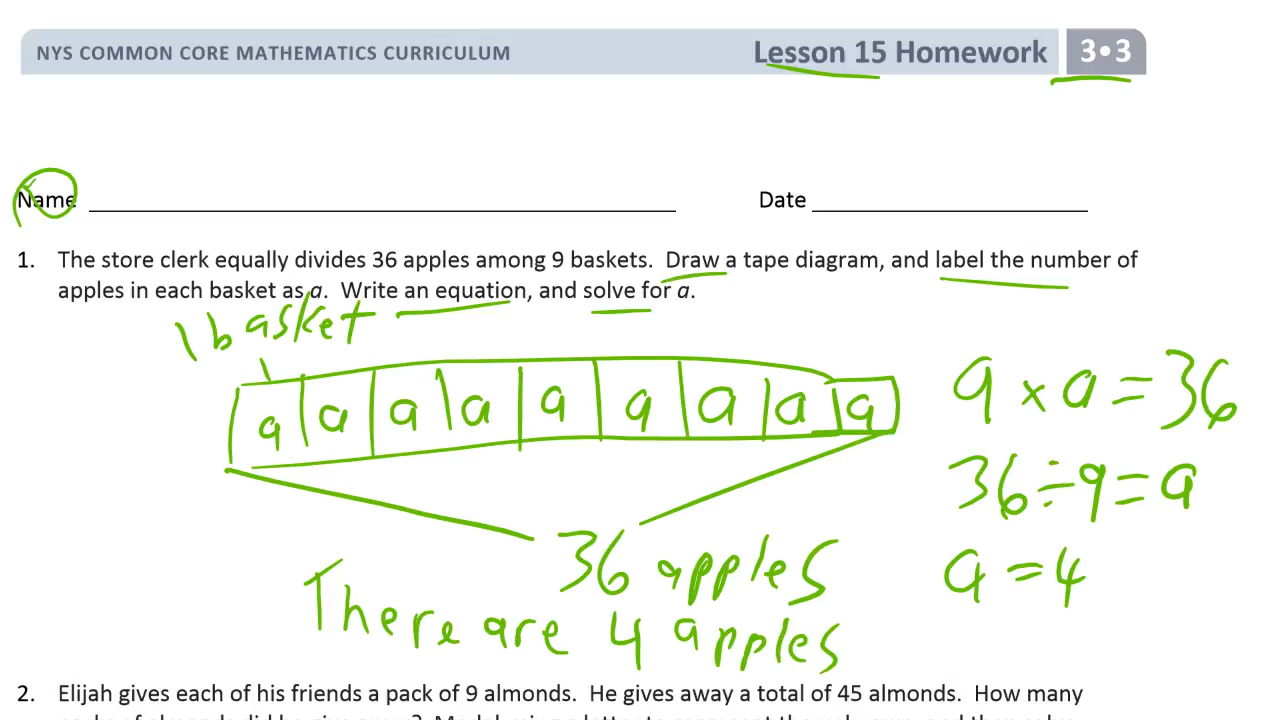 NYS COMMON CORE MATHEMATICS CURRICULUM
Lesson 15 Homework
3•3
Name
Date
1. The store clerk equally divides 36 apples among 9 baskets. Draw a tape diagram, and label the number of
apples in each basket as a. Write an equation, and solve for a.
1 basket
a a a a a a a a a
9 × a = 36
36 ÷ 9 = a
a = 4
36 apples
There are 4 apples
2. Elijah gives each of his friends a pack of 9 almonds. He gives away a total of 45 almonds. How many